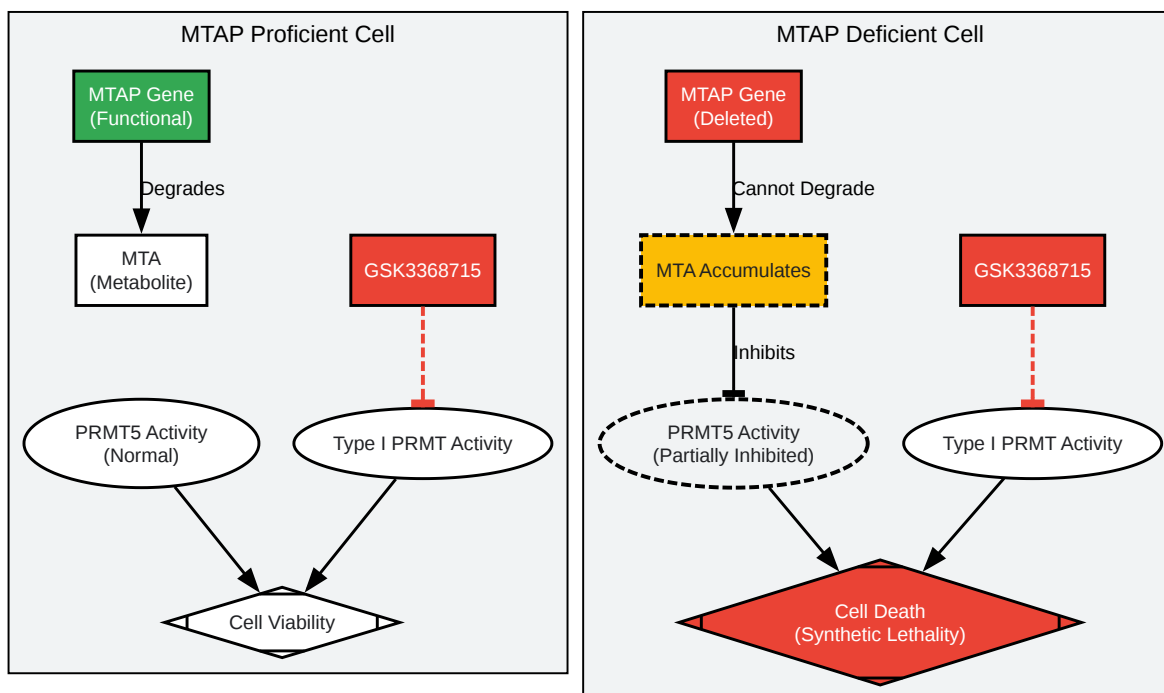 MTAP Proficient Cell
MTAP Gene
(Functional)
Degrades
MTA
(Metabolite)
GSK3368715
PRMT5 Activity
(Normal)
Type I PRMT Activity
Cell Viability
MTAP Deficient Cell
MTAP Gene
(Deleted)
Cannot Degrade
MTA Accumulates
GSK3368715
Inhibits
PRMT5 Activity
(Partially Inhibited)
Type I PRMT Activity
Cell Death
(Synthetic Lethality)